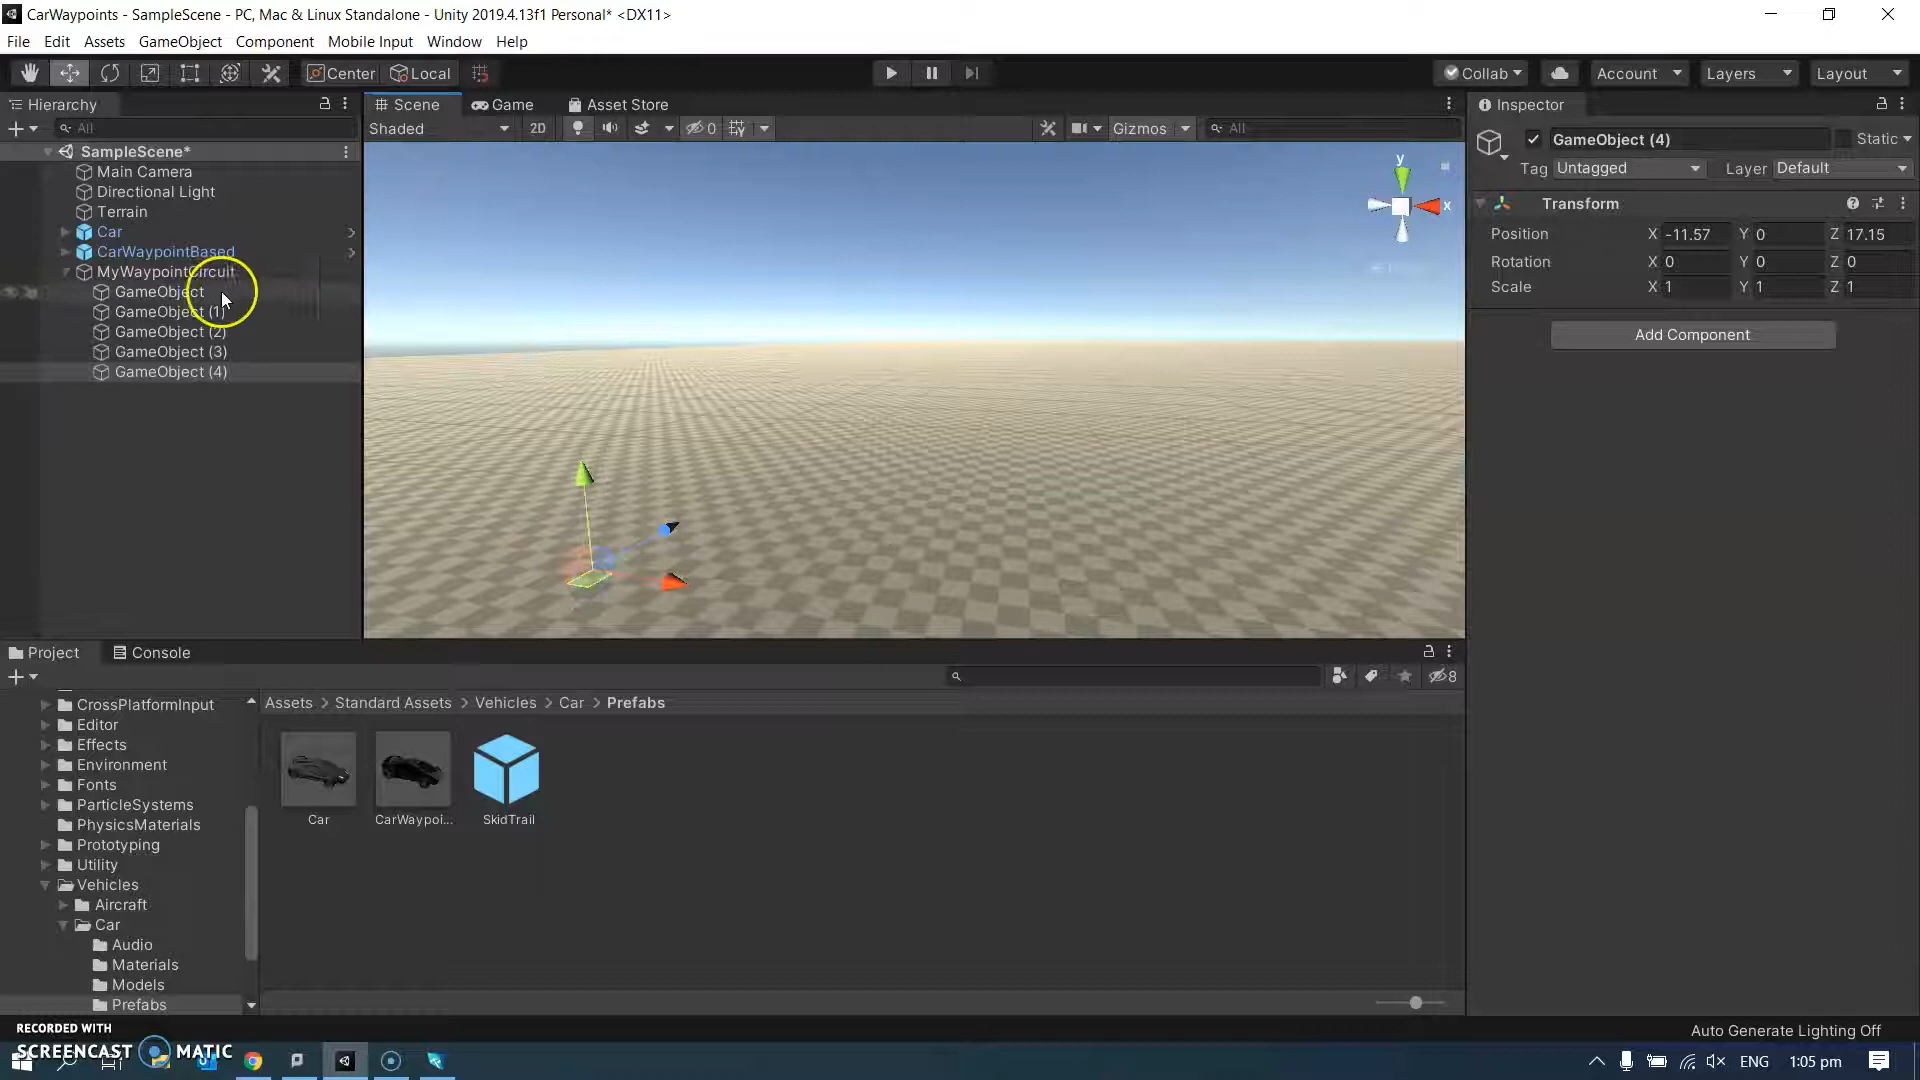 CarWaypoints - SampleScene - PC, Mac & Linux Standalone - Unity 2019.4.13f1 Personal* <DX11>
File Edit Assets GameObject Component Mobile Input Window Help
Center Local Collab Account Layers Layout
Hierarchy
All
SampleScene*
Main Camera
Directional Light
Terrain
Car
CarWaypointBased
MyWaypointCircuit
GameObject
GameObject (1)
GameObject (2)
GameObject (3)
GameObject (4)
Scene Game Asset Store
Shaded 2D 0 Gizmos All
y
x
Inspector
GameObject (4) Static
Tag Untagged Layer Default
Transform
Position X -11.57 Y 0 Z 17.15
Rotation X 0 Y 0 Z 0
Scale X 1 Y 1 Z 1
Add Component
Project Console
8
CrossPlatformInput
Editor
Effects
Environment
Fonts
ParticleSystems
PhysicsMaterials
Prototyping
Utility
Vehicles
Aircraft
Car
Audio
Materials
Models
Prefabs
Assets > Standard Assets > Vehicles > Car > Prefabs
Car CarWaypoi... SkidTrail
Auto Generate Lighting Off
RECORDED WITH
SCREENCAST MATIC
ENG 1:05 pm